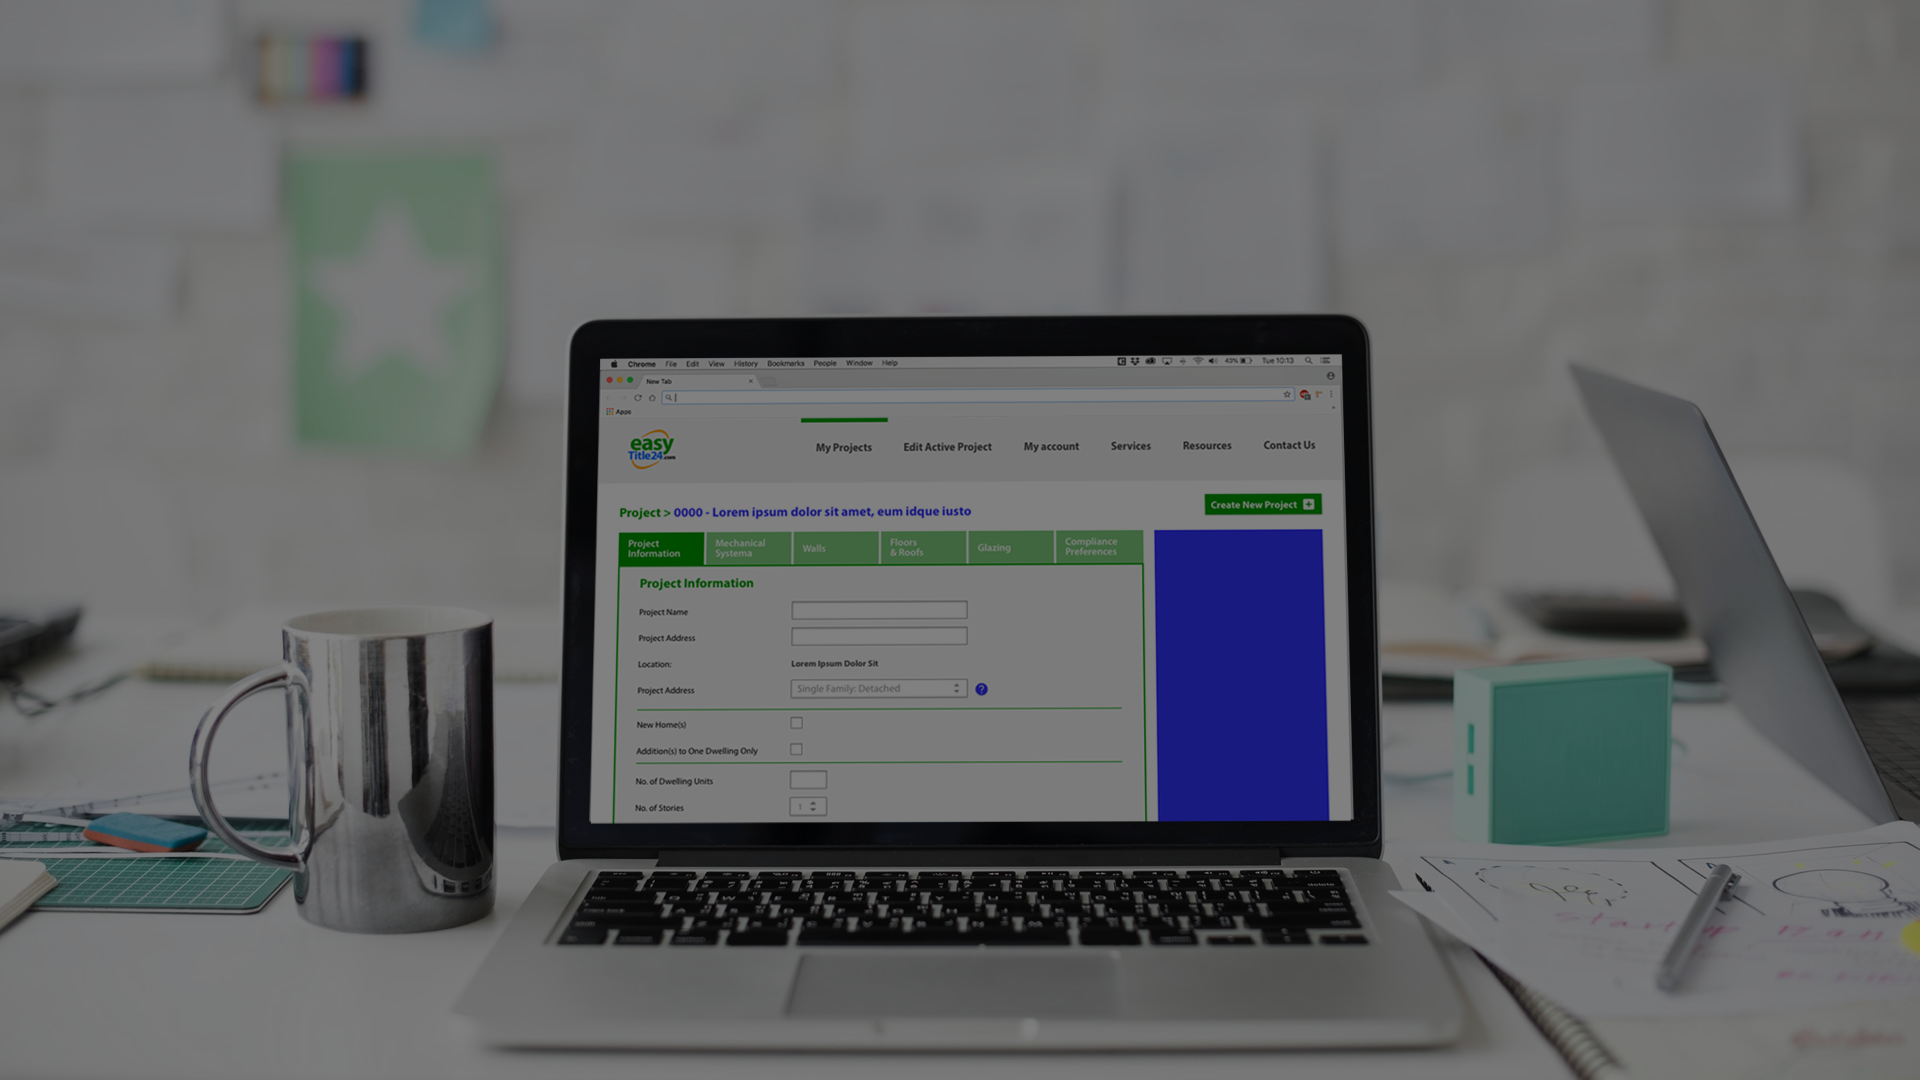 Chrome File Edit View History Bookmarks People Window Help 43% Tue 10:13
New Tab
Apps
easy
Title24.com
My Projects Edit Active Project My account Services Resources Contact Us
Project > 0000 - Lorem ipsum dolor sit amet, eum idque iusto
Create New Project
Project Information
Mechanical Systema
Walls
Floors & Roofs
Glazing
Compliance Preferences
Project Information
Project Name
Project Address
Location: Lorem Ipsum Dolor Sit
Project Address Single Family: Detached ?
New Home(s)
Addition(s) to One Dwelling Only
No. of Dwelling Units
No. of Stories 1
delete
Startup